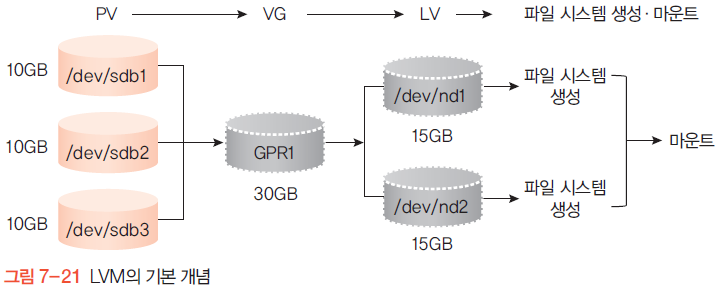 PV VG LV 파일 시스템 생성·마운트
10GB /dev/sdb1
10GB /dev/sdb2
10GB /dev/sdb3
GPR1
30GB
/dev/nd1
15GB
/dev/nd2
15GB
파일 시스템
생성
파일 시스템
생성
마운트
그림 7-21 LVM의 기본 개념